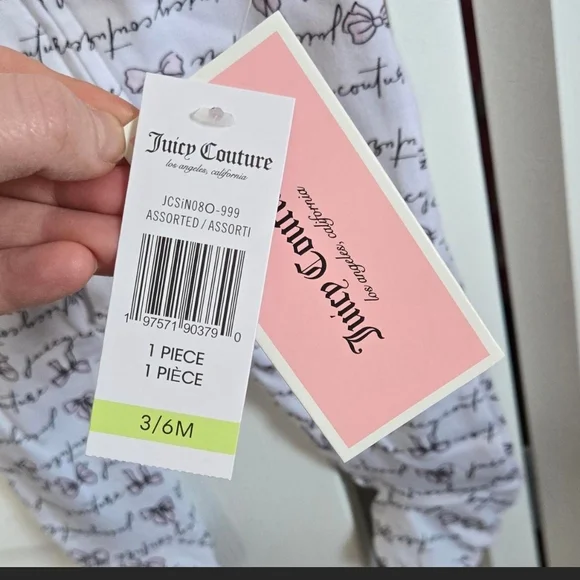 Juicy Couture
los angeles, california
JCSiN08O-999
ASSORTED / ASSORTI
1 97571 90379 0
1 PIECE
1 PIÈCE
3/6M
Juicy Coutu
los angeles, california
couture